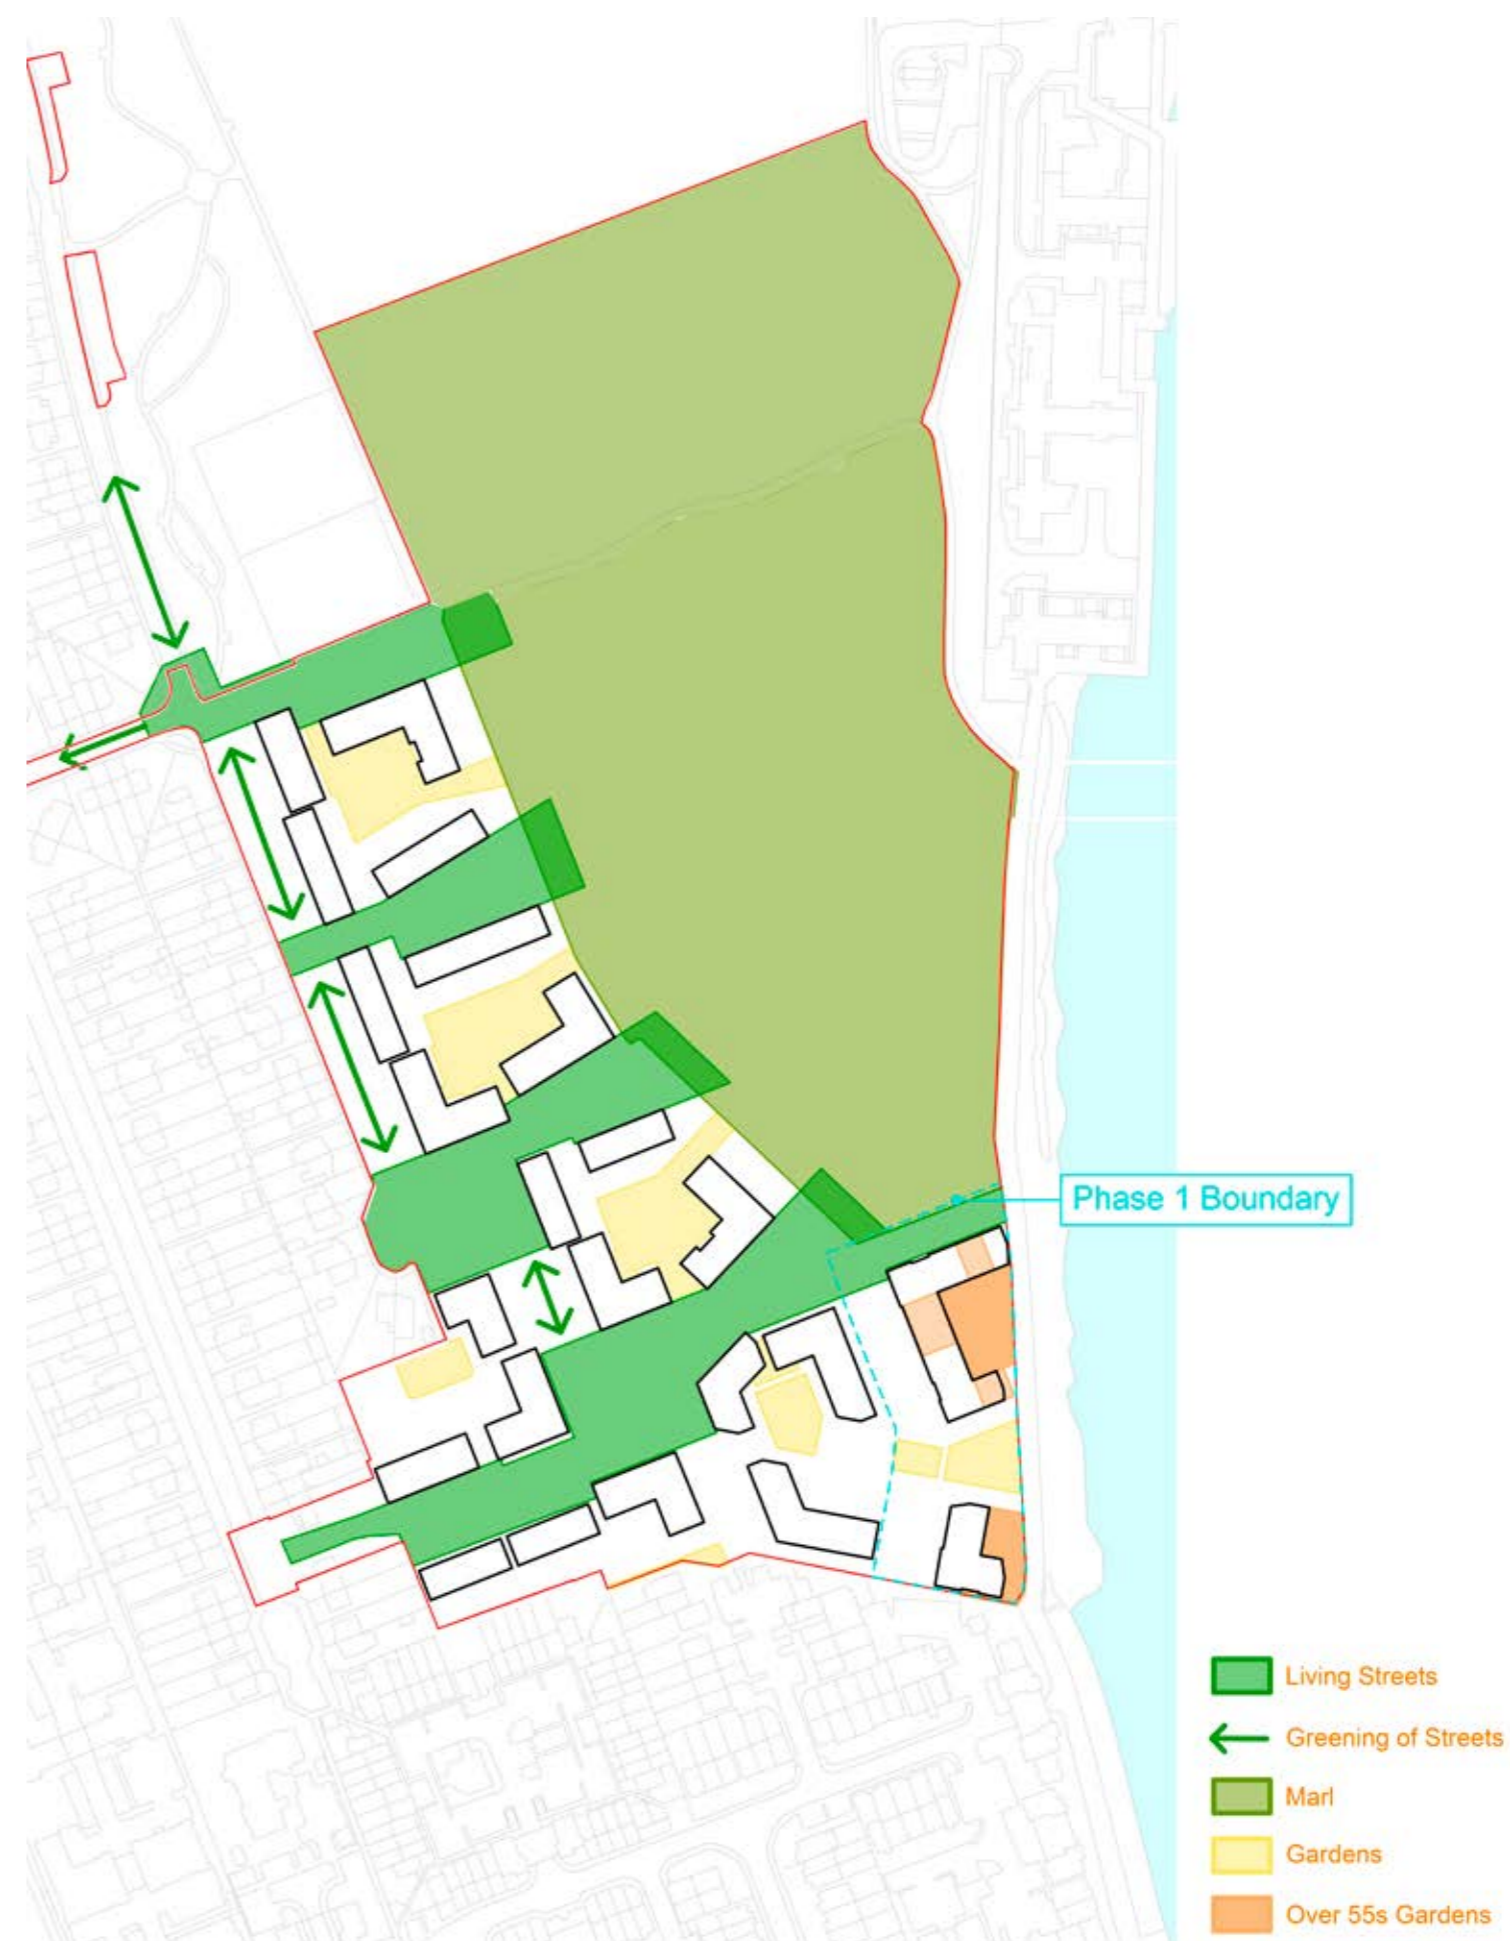 Phase 1 Boundary
Living Streets
Greening of Streets
Marl
Gardens
Over 55s Gardens